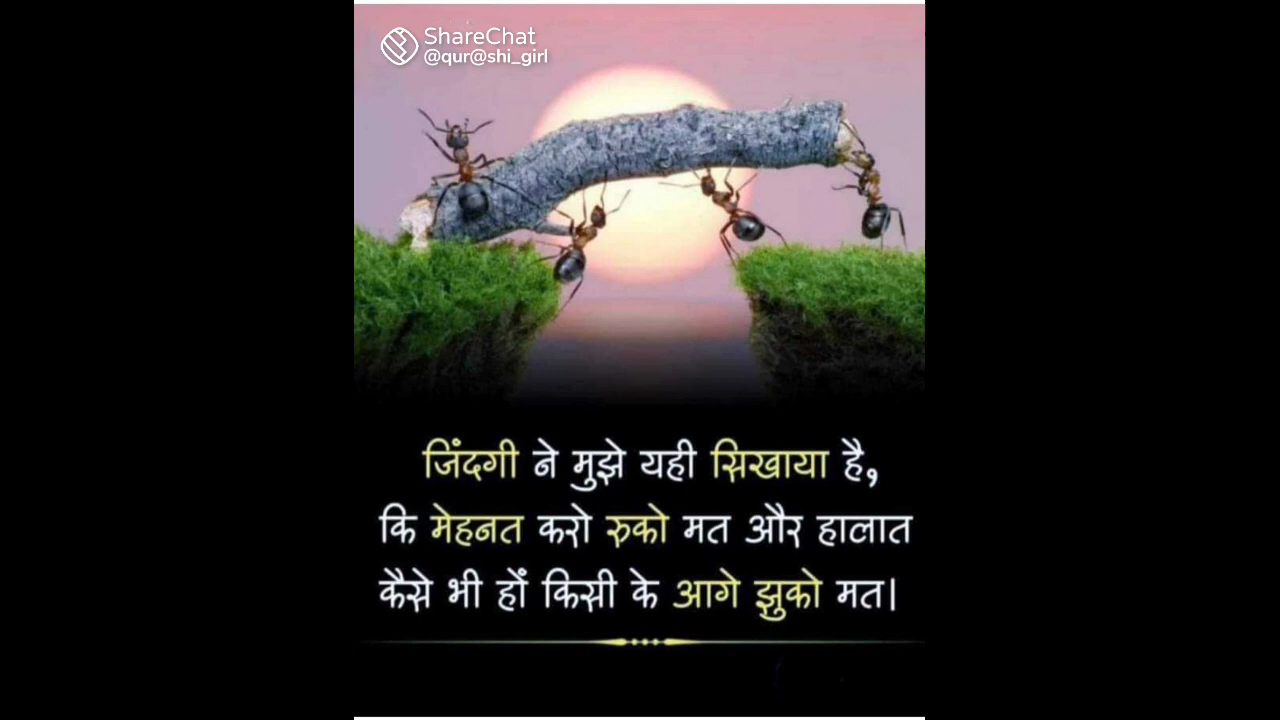 ShareChat
@qur@shi_girl
जिंदगी ने मुझे यही सिखाया है,
कि मेहनत करो रुको मत और हालात
कैसे भी हों किसी के आगे झुको मत।